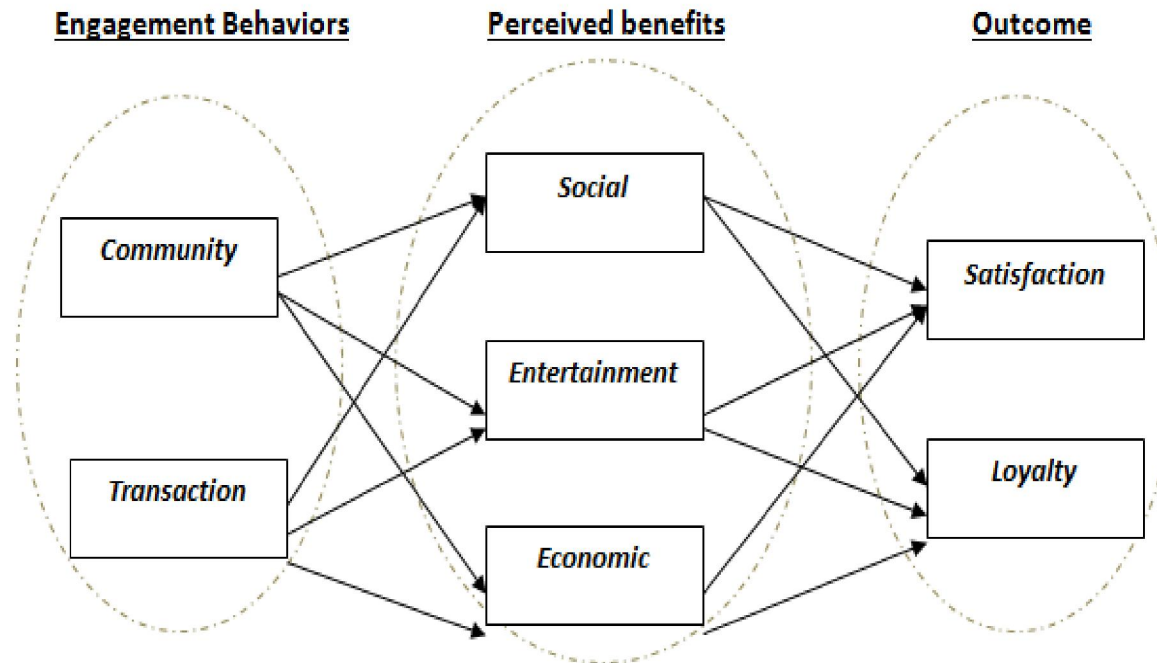 Engagement Behaviors
Perceived benefits
Outcome
Community
Transaction
Social
Entertainment
Economic
Satisfaction
Loyalty